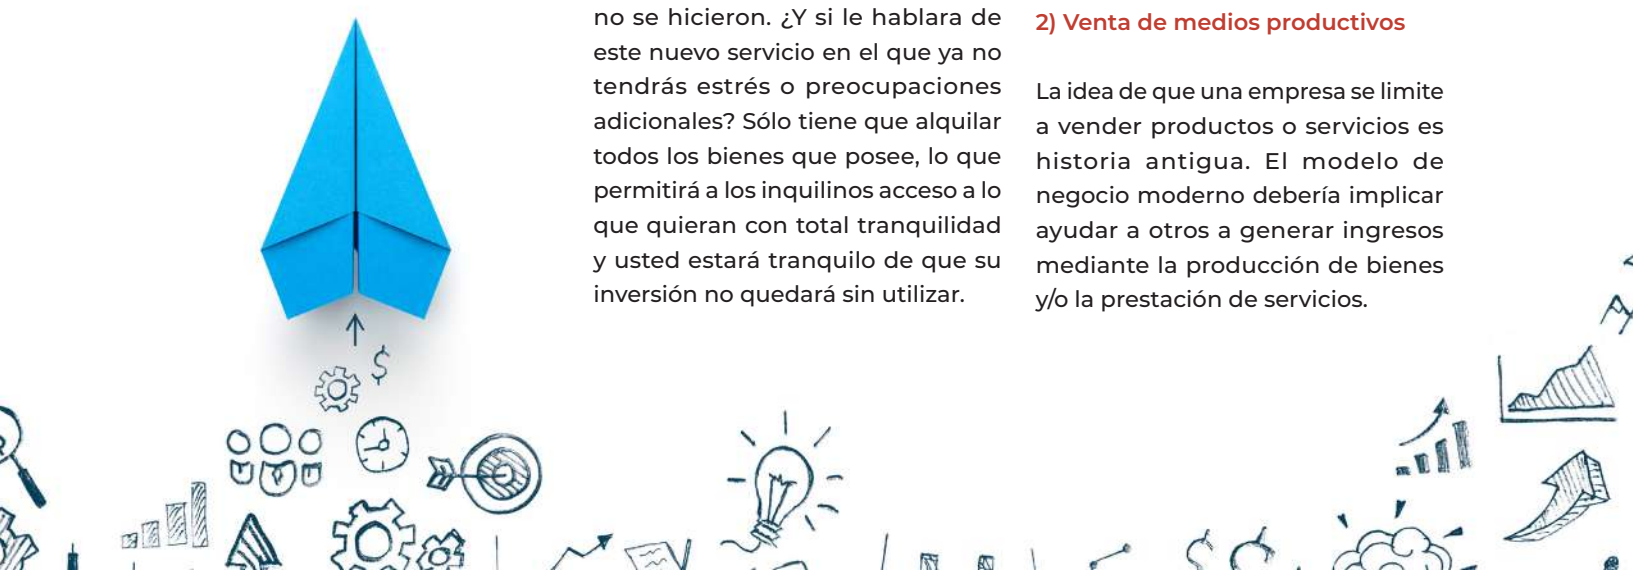 no se hicieron. ¿Y si le hablara de
este nuevo servicio en el que ya no
tendrás estrés o preocupaciones
adicionales? Sólo tiene que alquilar
todos los bienes que posee, lo que
permitirá a los inquilinos acceso a lo
que quieran con total tranquilidad
y usted estará tranquilo de que su
inversión no quedará sin utilizar.
2) Venta de medios productivos
La idea de que una empresa se limite
a vender productos o servicios es
historia antigua. El modelo de
negocio moderno debería implicar
ayudar a otros a generar ingresos
mediante la producción de bienes
y/o la prestación de servicios.
$